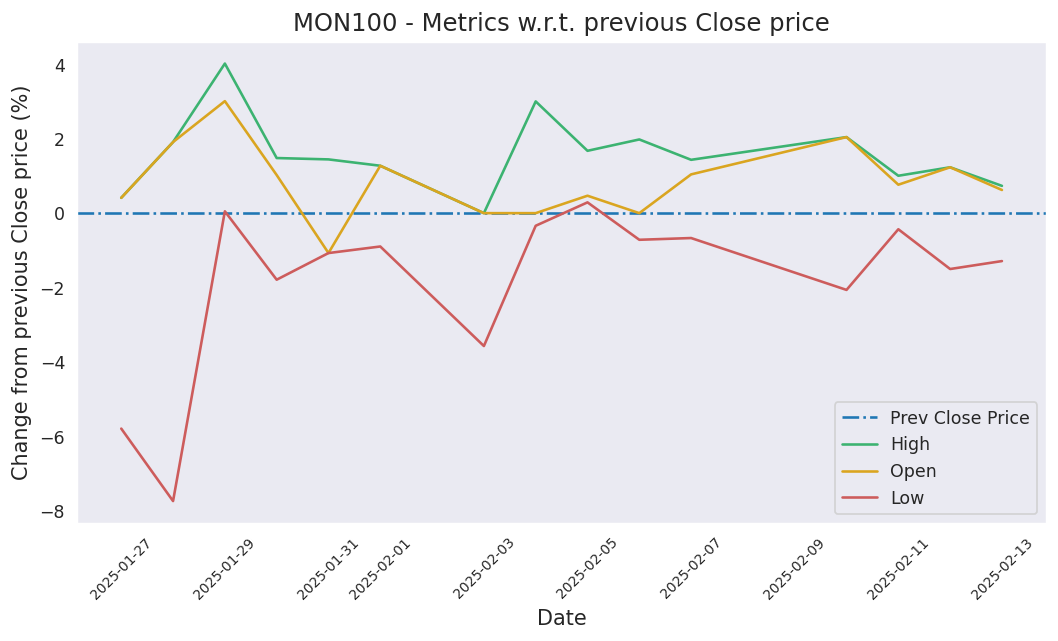 MON100 - Metrics w.r.t. previous Close price
Change from previous Close price (%)
4
2
0
−2
−4
−6
−8
Prev Close Price
High
Open
Low
2025-01-27
2025-01-29
2025-01-31
2025-02-01
2025-02-03
2025-02-05
2025-02-07
2025-02-09
2025-02-11
2025-02-13
Date